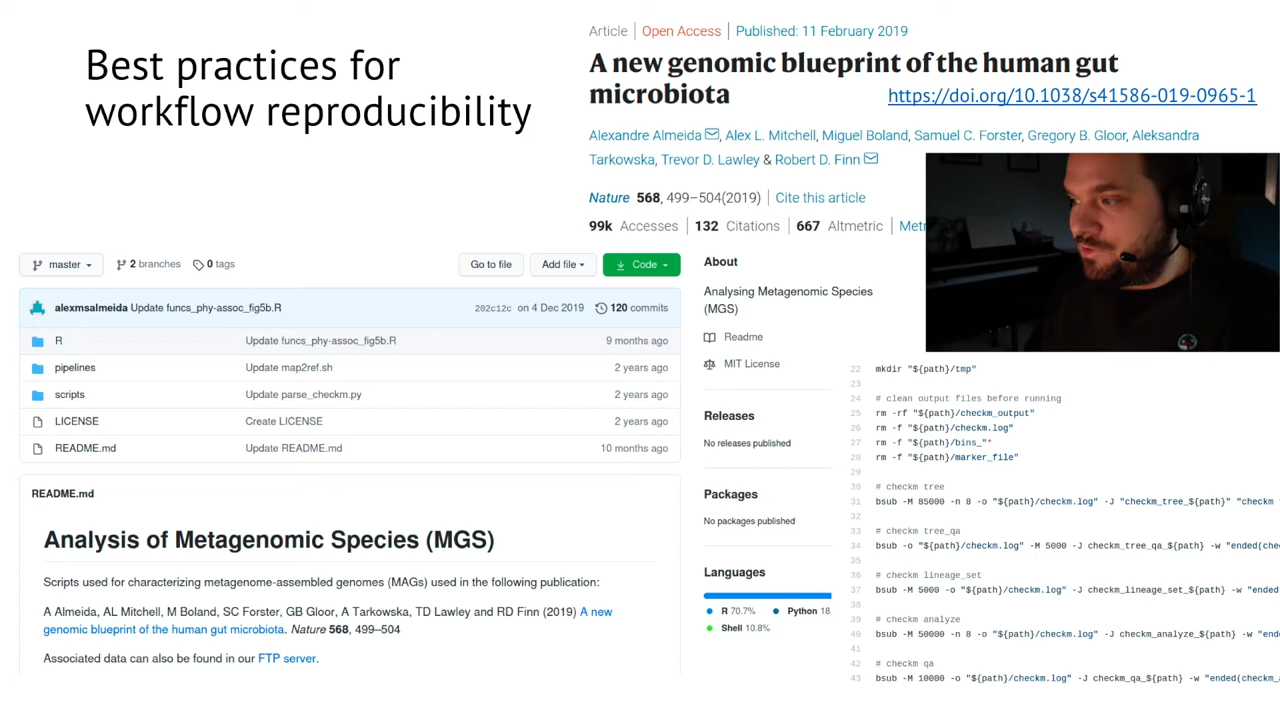 Best practices for
workflow reproducibility
Article Open Access Published: 11 February 2019
A new genomic blueprint of the human gut
microbiota
https://doi.org/10.1038/s41586-019-0965-1
Alexandre Almeida, Alex L. Mitchell, Miguel Boland, Samuel C. Forster, Gregory B. Gloor, Aleksandra
Tarkowska, Trevor D. Lawley & Robert D. Finn
Nature 568, 499–504(2019) Cite this article
99k Accesses 132 Citations 667 Altmetric Met
master 2 branches 0 tags Go to file Add file Code
alexmsalmeida Update funcs_phy-assoc_fig5b.R 202c12c on 4 Dec 2019 120 commits
R Update funcs_phy-assoc_fig5b.R 9 months ago
pipelines Update map2ref.sh 2 years ago
scripts Update parse_checkm.py 2 years ago
LICENSE Create LICENSE 2 years ago
README.md Update README.md 10 months ago
README.md
Analysis of Metagenomic Species (MGS)
Scripts used for characterizing metagenome-assembled genomes (MAGs) used in the following publication:
A Almeida, AL Mitchell, M Boland, SC Forster, GB Gloor, A Tarkowska, TD Lawley and RD Finn (2019) A new
genomic blueprint of the human gut microbiota. Nature 568, 499–504
Associated data can also be found in our FTP server.
About
Analysing Metagenomic Species
(MGS)
Readme
MIT License
Releases
No releases published
Packages
No packages published
Languages
R 70.7% Python 18
Shell 10.8%
22 mkdir "${path}/tmp"
23
24 # clean output files before running
25 rm -rf "${path}/checkm_output"
26 rm -f "${path}/checkm.log"
27 rm -f "${path}/bins_"*
28 rm -f "${path}/marker_file"
29
30 # checkm tree
31 bsub -M 85000 -n 8 -o "${path}/checkm.log" -J "checkm_tree_${path}" "checkm
32
33 # checkm tree_qa
34 bsub -o "${path}/checkm.log" -M 5000 -J checkm_tree_qa_${path} -w "ended(che
35
36 # checkm lineage_set
37 bsub -M 5000 -o "${path}/checkm.log" -J checkm_lineage_set_${path} -w "ende
38
39 # checkm analyze
40 bsub -M 50000 -n 8 -o "${path}/checkm.log" -J checkm_analyze_${path} -w "end
41
42 # checkm qa
43 bsub -M 10000 -o "${path}/checkm.log" -J checkm_qa_${path} -w "ended(checkm_a